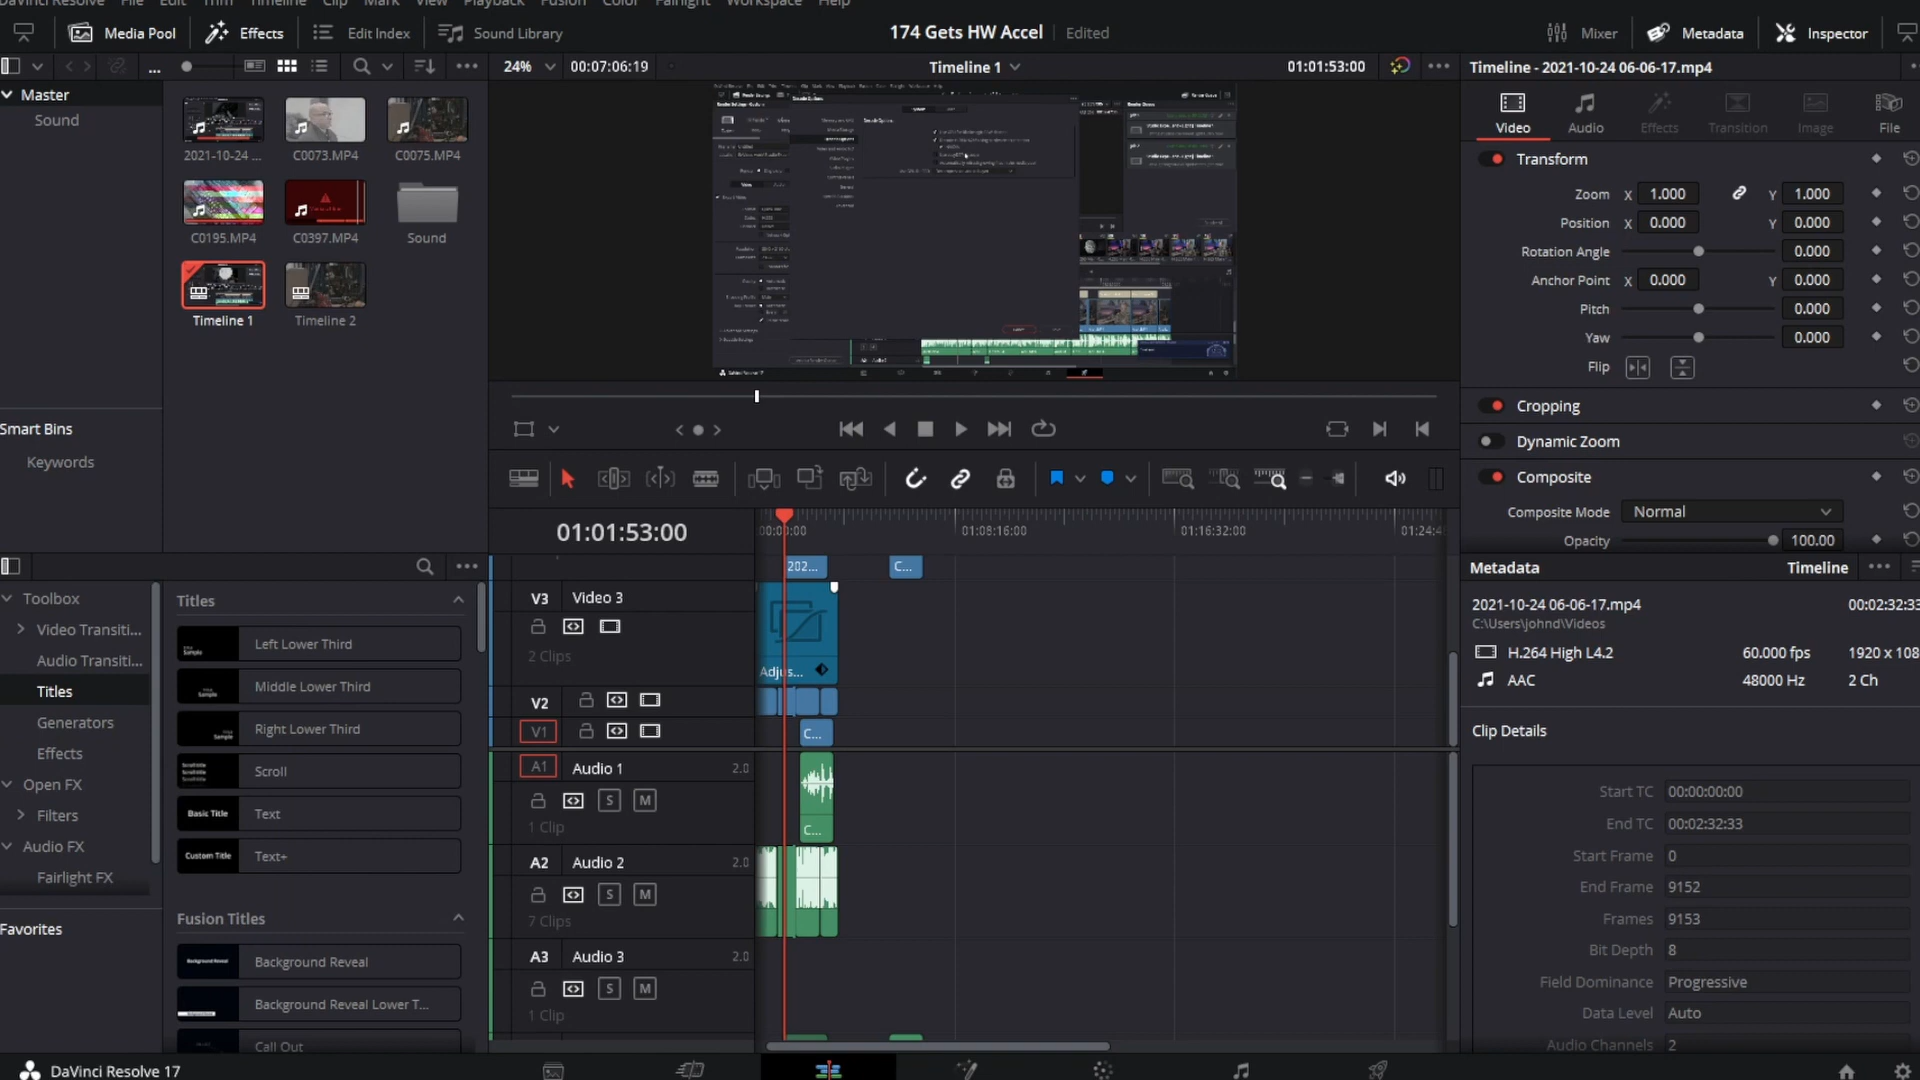 DaVinci Resolve File Edit Trim Timeline Clip Mark View Playback Fusion Color Fairlight Workspace Help
Media Pool Effects Edit Index Sound Library 174 Gets HW Accel Edited Mixer Metadata Inspector
24% 00:07:06:19 Timeline 1 01:01:53:00 Timeline - 2021-10-24 06-06-17.mp4
Master
Sound
2021-10-24 ... C0073.MP4 C0075.MP4
C0195.MP4 C0397.MP4 Sound
Timeline 1 Timeline 2
Smart Bins
Keywords
DaVinci Resolve 17
Video Audio Effects Transition Image File
Transform
Zoom X 1.000 Y 1.000
Position X 0.000 Y 0.000
Rotation Angle 0.000
Anchor Point X 0.000 Y 0.000
Pitch 0.000
Yaw 0.000
Flip
Cropping
Dynamic Zoom
Composite
Composite Mode Normal
Opacity 100.00
01:01:53:00 00:00:00 01:08:16:00 01:16:32:00 01:24:4
202... C...
V3 Video 3
2 Clips
Adjus...
V2
V1 C...
A1 Audio 1 2.0
S M
1 Clip C...
A2 Audio 2 2.0
S M
7 Clips
A3 Audio 3 2.0
S M
1 Clip
Toolbox
Video Transiti...
Audio Transiti...
Titles
Generators
Effects
Open FX
Filters
Audio FX
Fairlight FX
Favorites
Titles
Sample Left Lower Third
Sample Middle Lower Third
Sample Right Lower Third
Scroll
Basic Title Text
Custom Title Text+
Fusion Titles
Background Reveal Background Reveal
Background Reveal Lower T...
Call Out
Metadata Timeline
2021-10-24 06-06-17.mp4 00:02:32:33
C:\Users\johnd\Videos
H.264 High L4.2 60.000 fps 1920 x 108
AAC 48000 Hz 2 Ch
Clip Details
Start TC 00:00:00:00
End TC 00:02:32:33
Start Frame 0
End Frame 9152
Frames 9153
Bit Depth 8
Field Dominance Progressive
Data Level Auto
Audio Channels 2
DaVinci Resolve 17